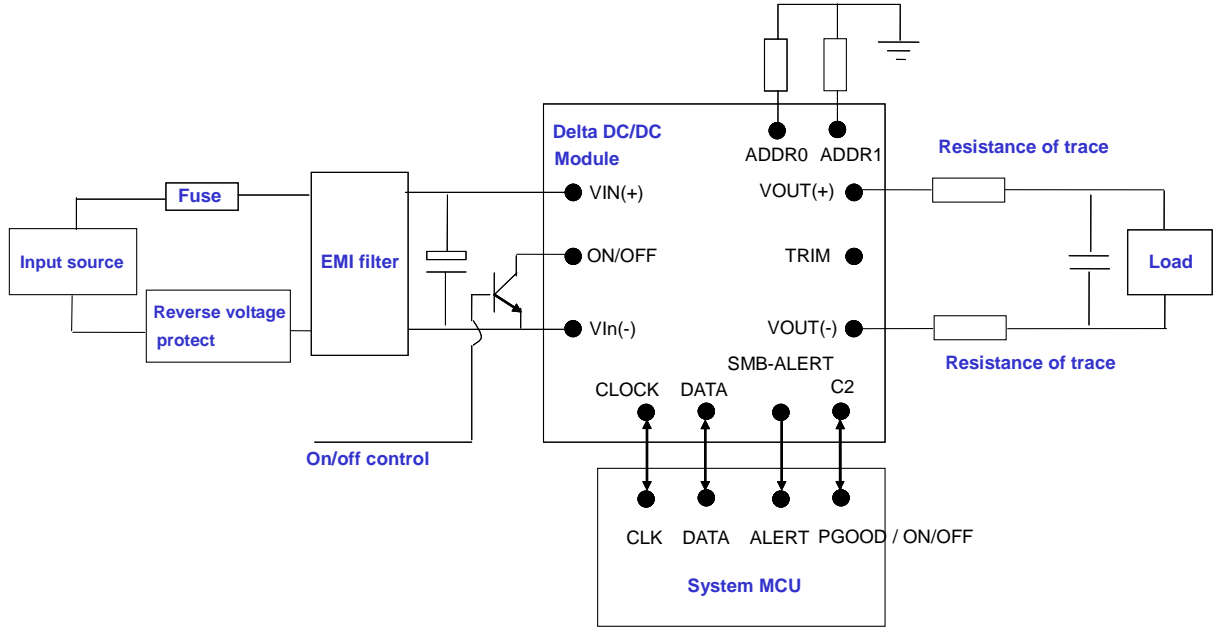 Delta DC/DC
Module
ADDR0 ADDR1
Resistance of trace
Fuse
VIN(+)
VOUT(+)
Input source
EMI filter
ON/OFF
TRIM
Load
Reverse voltage
protect
VIn(-)
VOUT(-)
SMB-ALERT
Resistance of trace
CLOCK DATA
C2
On/off control
CLK DATA ALERT PGOOD / ON/OFF
System MCU